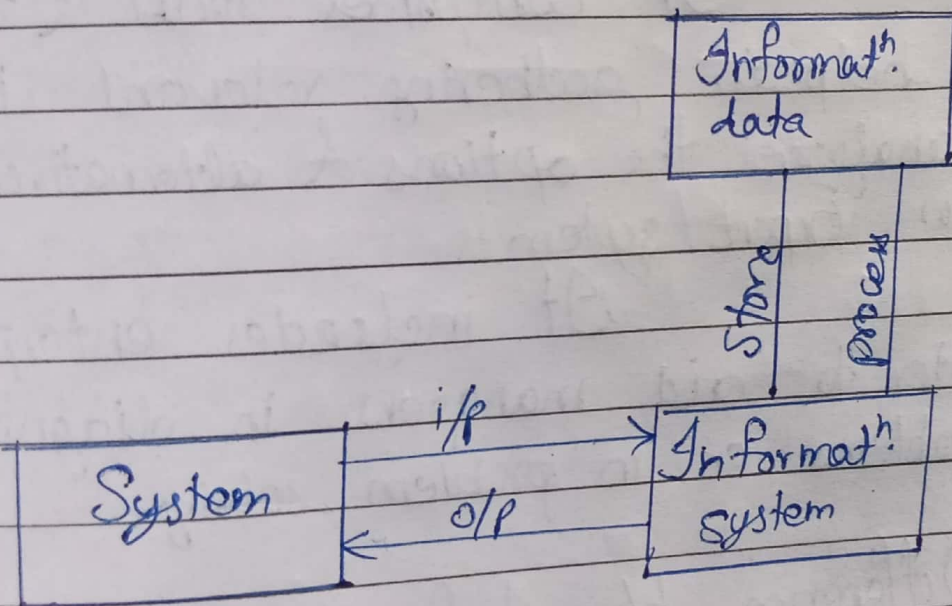 Informatⁿ.
data
Store
process
i/p
System
o/p
Informatⁿ.
system